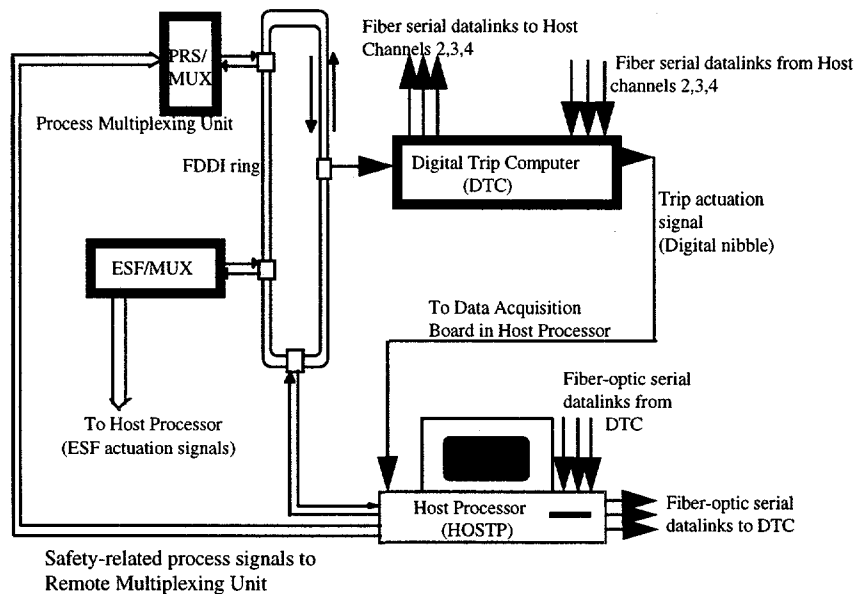 Fiber serial datalinks to Host
Channels 2,3,4
Fiber serial datalinks from Host
channels 2,3,4
PRS/
MUX
Process Multiplexing Unit
FDDI ring
Digital Trip Computer
(DTC)
Trip actuation
signal
(Digital nibble)
ESF/MUX
To Data Acquisition
Board in Host Processor
Fiber-optic serial
datalinks from
DTC
To Host Processor
(ESF actuation signals)
Host Processor
(HOSTP)
Fiber-optic serial
datalinks to DTC
Safety-related process signals to
Remote Multiplexing Unit